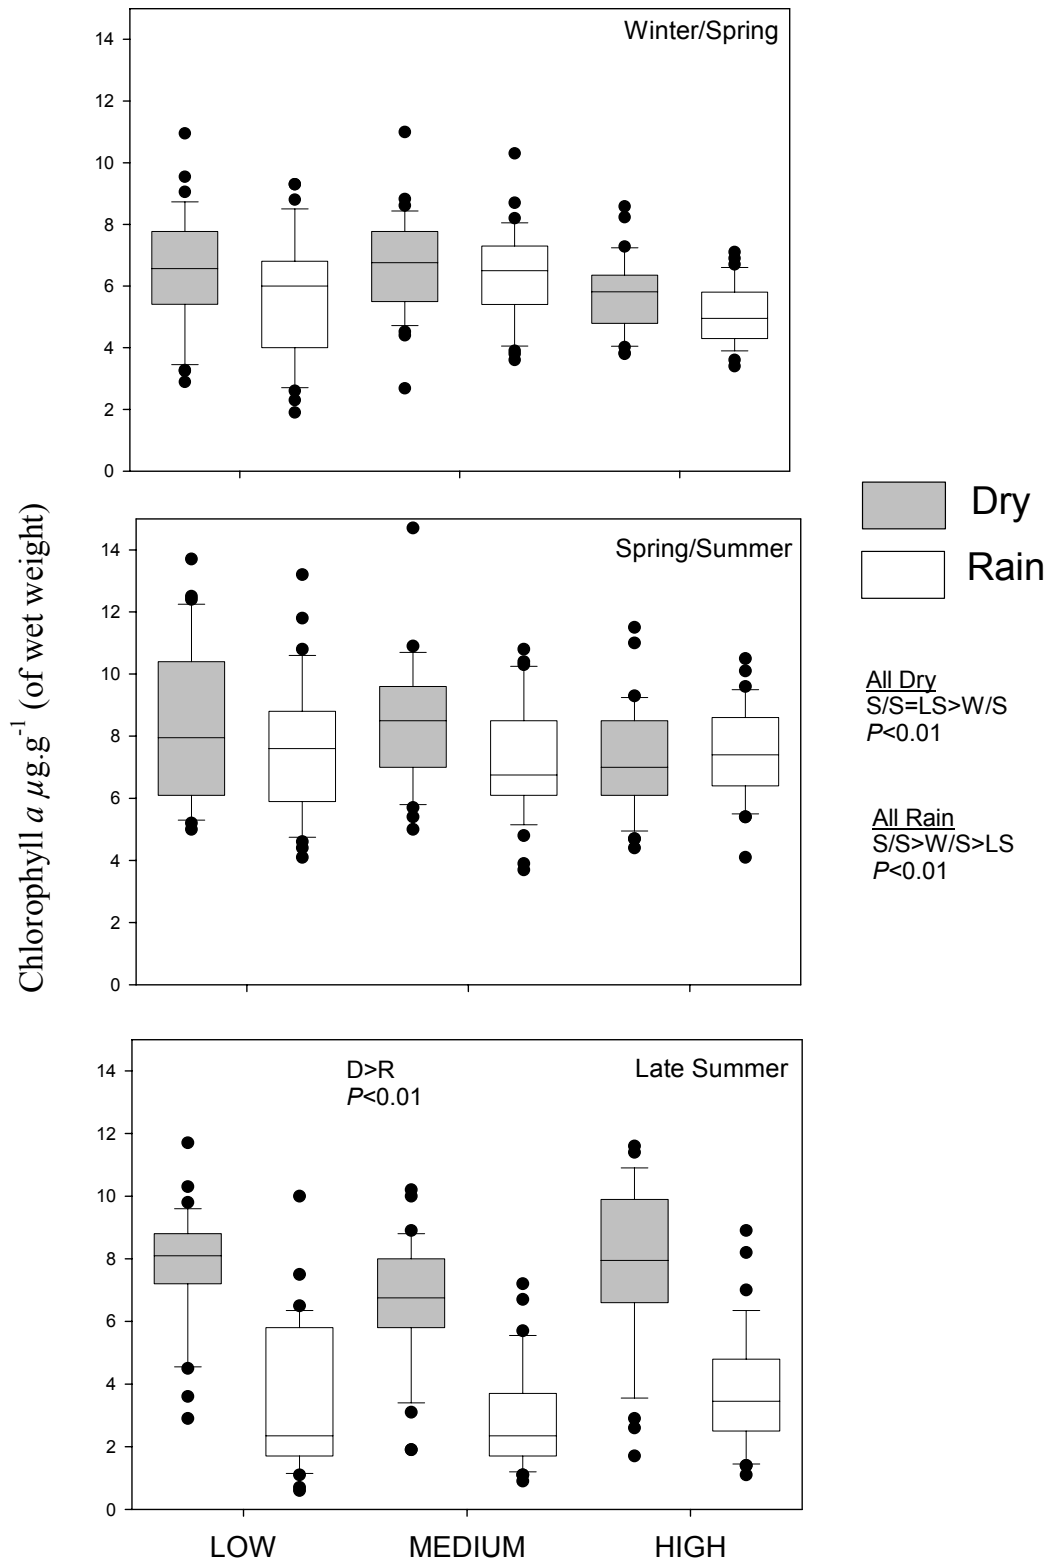 Winter/Spring
14
12
10
8
6
4
2
0
Chlorophyll a µg.g-1 (of wet weight)
Dry
Rain
Spring/Summer
14
12
10
8
6
4
2
0
All Dry
S/S=LS>W/S
P<0.01
All Rain
S/S>W/S>LS
P<0.01
D>R
P<0.01
Late Summer
14
12
10
8
6
4
2
0
LOW MEDIUM HIGH